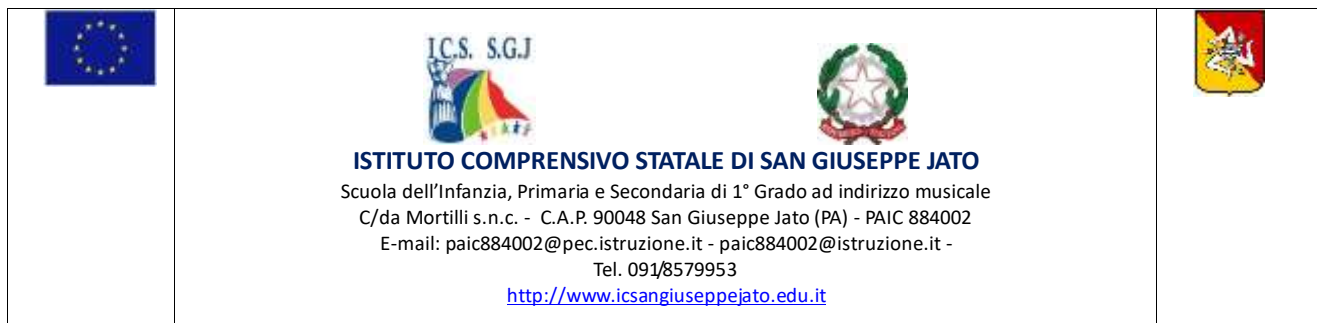 I.C.S. S.G.J
ISTITUTO COMPRENSIVO STATALE DI SAN GIUSEPPE JATO
Scuola dell'Infanzia, Primaria e Secondaria di 1° Grado ad indirizzo musicale
C/da Mortilli s.n.c. - C.A.P. 90048 San Giuseppe Jato (PA) - PAIC 884002
E-mail: paic884002@pec.istruzione.it - paic884002@istruzione.it -
Tel. 091/8579953
http://www.icsangiuseppejato.edu.it